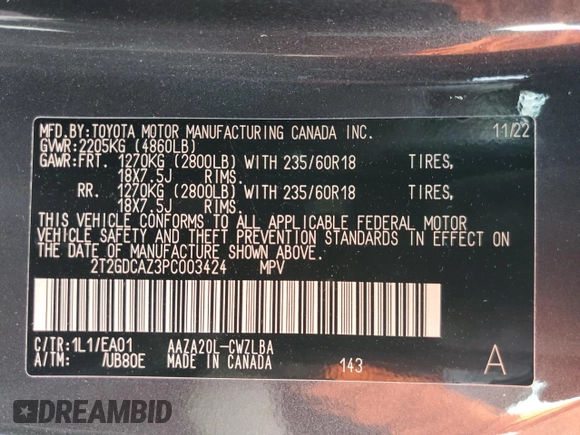 MFD.BY:TOYOTA MOTOR MANUFACTURING CANADA INC. 11/22
GVWR:2205KG (4860LB)
GAWR:FRT. 1270KG (2800LB) WITH 235/60R18 TIRES,
18X7.5J RIMS.
RR. 1270KG (2800LB) WITH 235/60R18 TIRES,
18X7.5J RIMS.
THIS VEHICLE CONFORMS TO ALL APPLICABLE FEDERAL MOTOR
VEHICLE SAFETY AND THEFT PREVENTION STANDARDS IN EFFECT ON
THE DATE OF MANUFACTURE SHOWN ABOVE.
2T2GDCAZ3PC003424 MPV
C/TR:1L1/EA01 AAZA20L-CWZLBA
A/TM: /UB80E MADE IN CANADA 143 A
DREAMBID